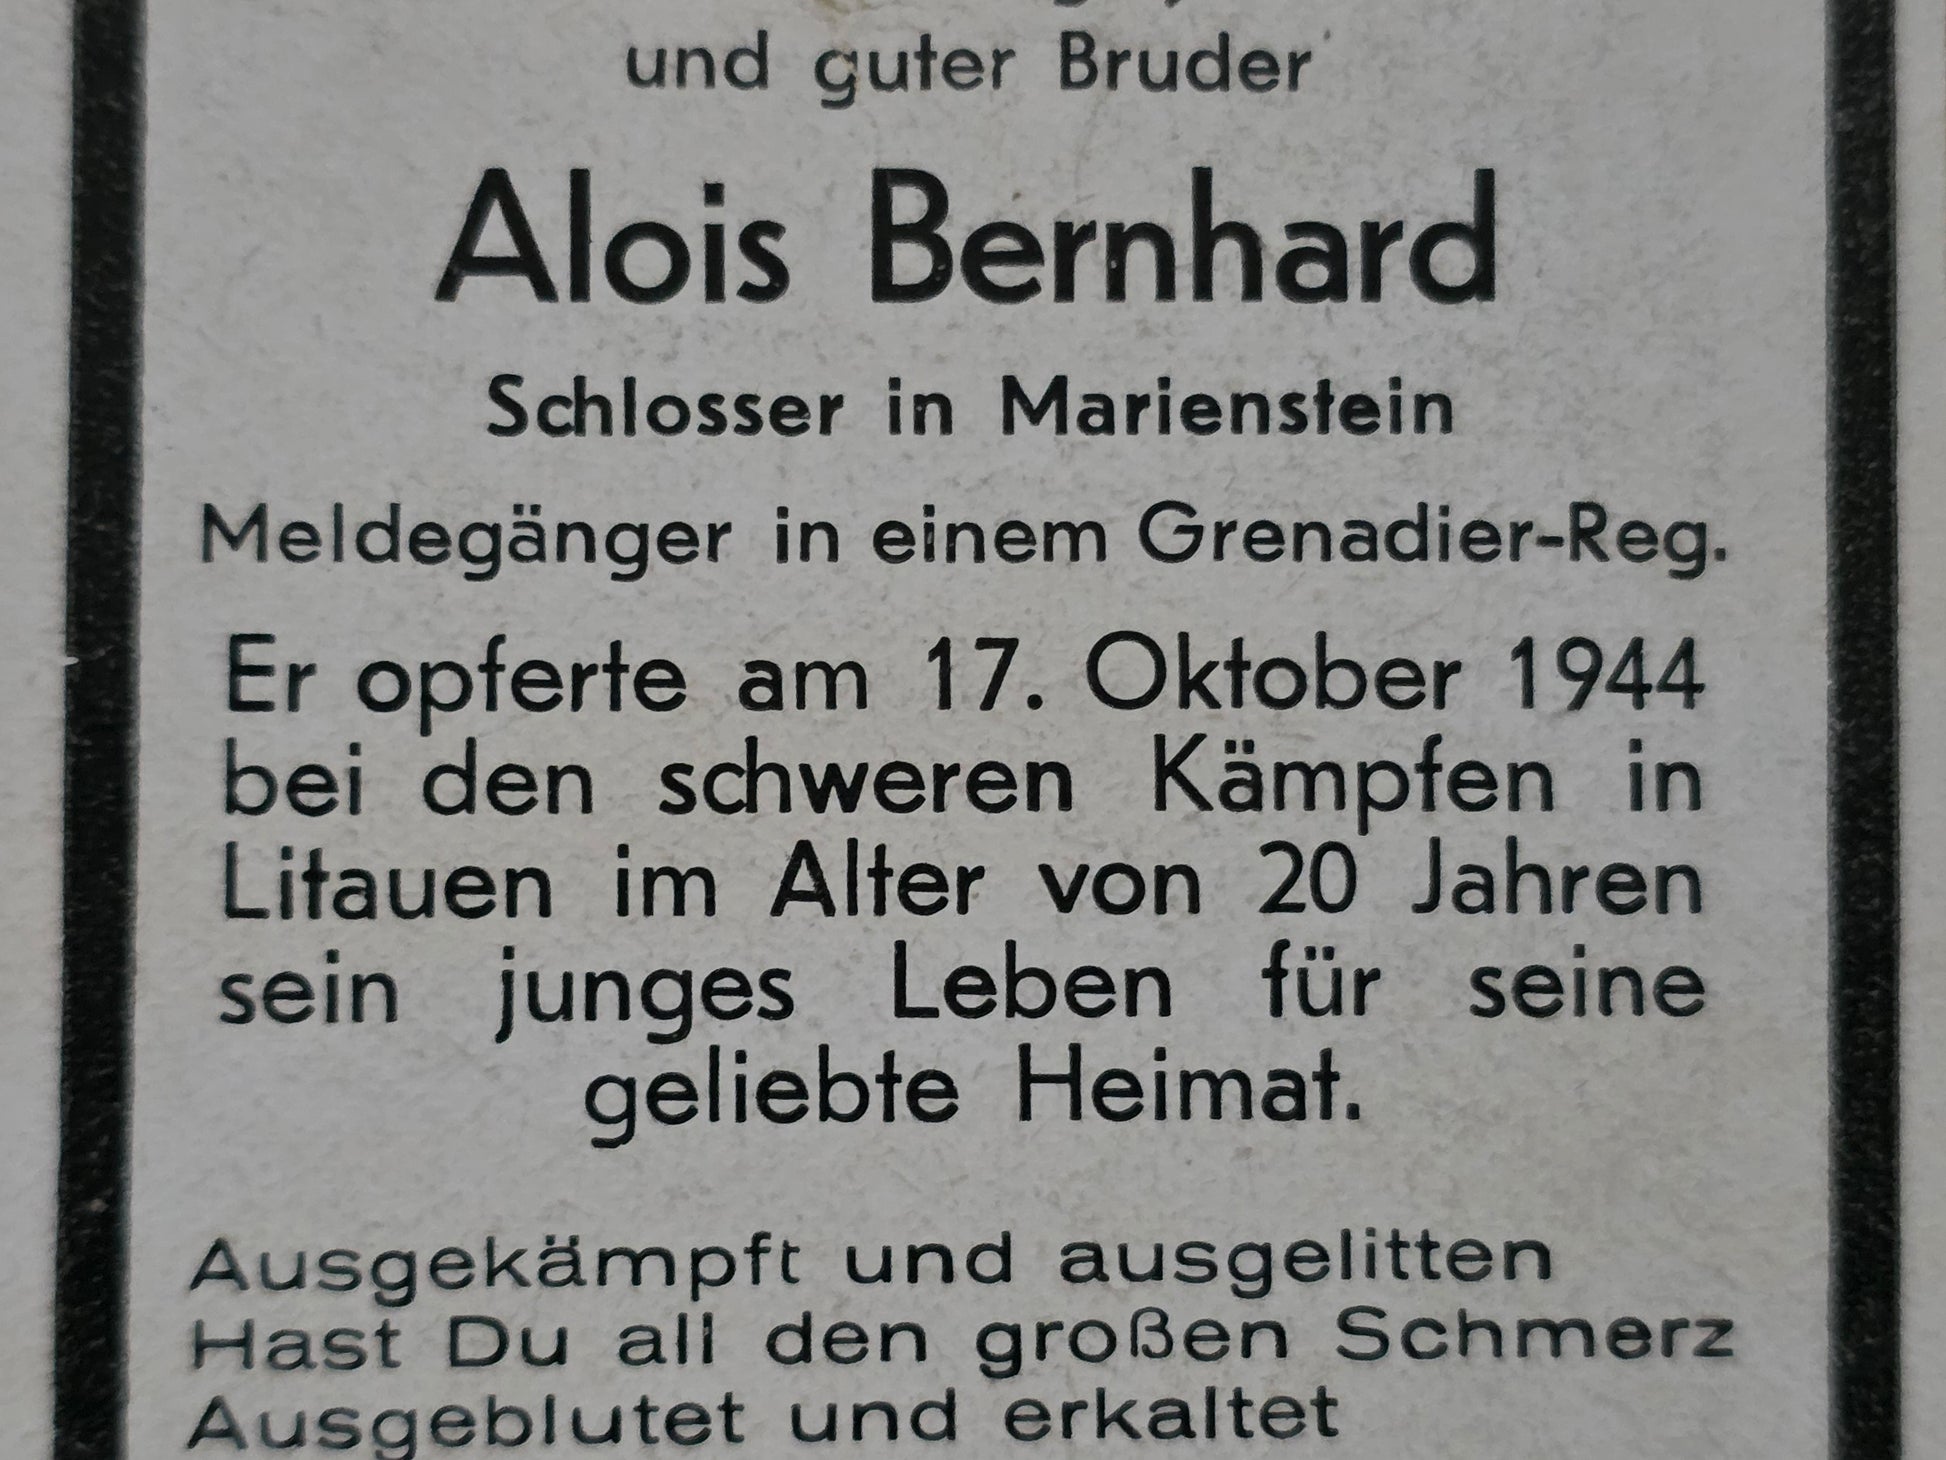 und guter Bruder
Alois Bernhard
Schlosser in Marienstein
Meldegänger in einem Grenadier-Reg.
Er opferte am 17. Oktober 1944
bei den schweren Kämpfen in
Litauen im Alter von 20 Jahren
sein junges Leben für seine
geliebte Heimat.
Ausgekämpft und ausgelitten
Hast Du all den großen Schmerz
Ausgeblutet und erkaltet